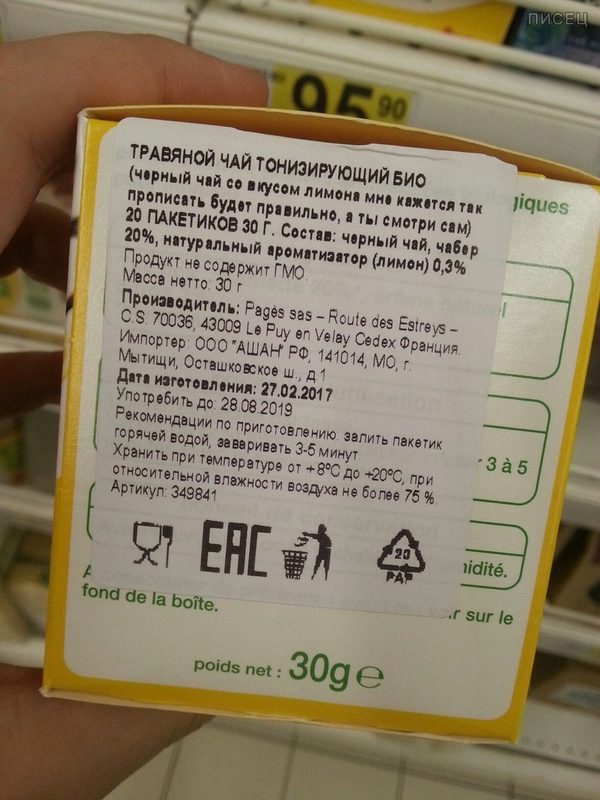 ПИСЕЦ
95 90
ТРАВЯНОЙ ЧАЙ ТОНИЗИРУЮЩИЙ БИО
(черный чай со вкусом лимона мне кажется так
прописать будет правильно, а ты смотри сам)
20 ПАКЕТИКОВ 30 Г. Состав: черный чай, чабер
20%, натуральный ароматизатор (лимон) 0,3%
Продукт не содержит ГМО.
Масса нетто: 30 г
Производитель: Pagès sas – Route des Estreys –
C.S. 70036, 43009 Le Puy en Velay Cedex Франция.
Импортер: ООО "АШАН" РФ, 141014, МО, г.
Мытищи, Осташковское ш., д.1
Дата изготовления: 27.02.2017
Употребить до: 28.08.2019
Рекомендации по приготовлению: залить пакетик
горячей водой, заваривать 3-5 минут.
Хранить при температуре от +8°С до +20°С, при
относительной влажности воздуха не более 75 %.
Артикул: 349841
EAC
20
PAP
giques
3 à 5
midité.
sur le
fond de la boîte.
poids net : 30g e